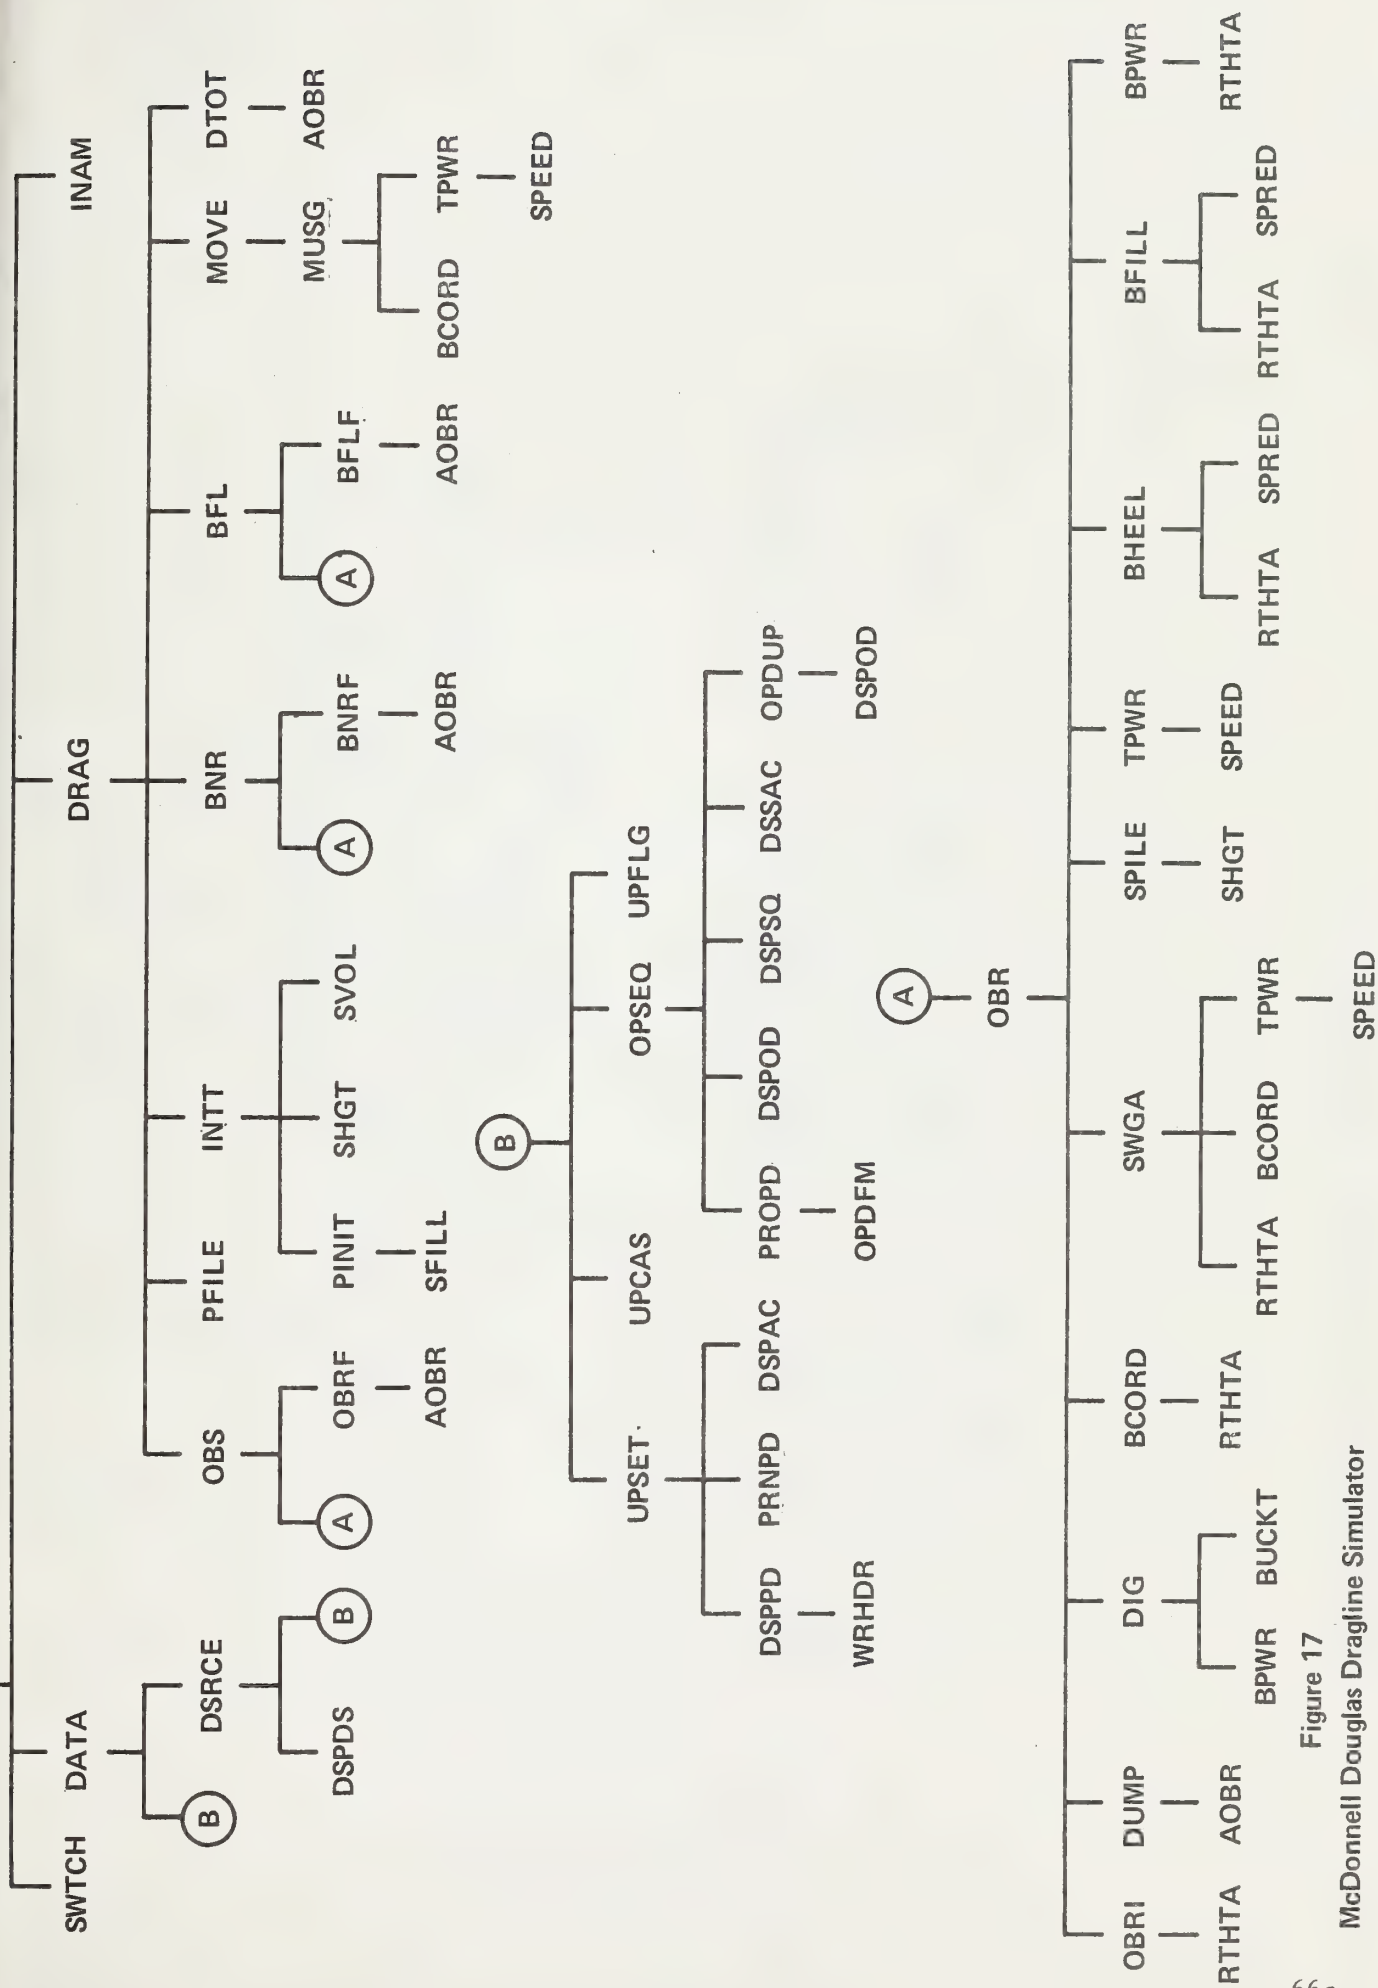 SWTCH DATA DRAG INAM
B DSRCE OBS PFILE INTT BNR BFL MOVE DTOT
DSPDS B A OBRF PINIT SHGT SVOL A BNRF A BFLF MUSG AOBR
AOBR SFILL AOBR AOBR BCORD TPWR
SPEED
B
UPSET UPCAS OPSEQ UPFLG
DSPPD PRNPD DSPAC PROPD DSPOD DSPSQ DSSAC OPDUP
WRHDR OPDFM DSPOD
A
OBR
OBRI DUMP DIG BCORD SWGA SPILE TPWR BHEEL BFILL BPWR
RTHTA AOBR BPWR BUCKT RTHTA RTHTA BCORD TPWR SHGT SPEED RTHTA SPRED RTHTA SPRED RTHTA
SPEED
Figure 17
McDonnell Douglas Dragline Simulator